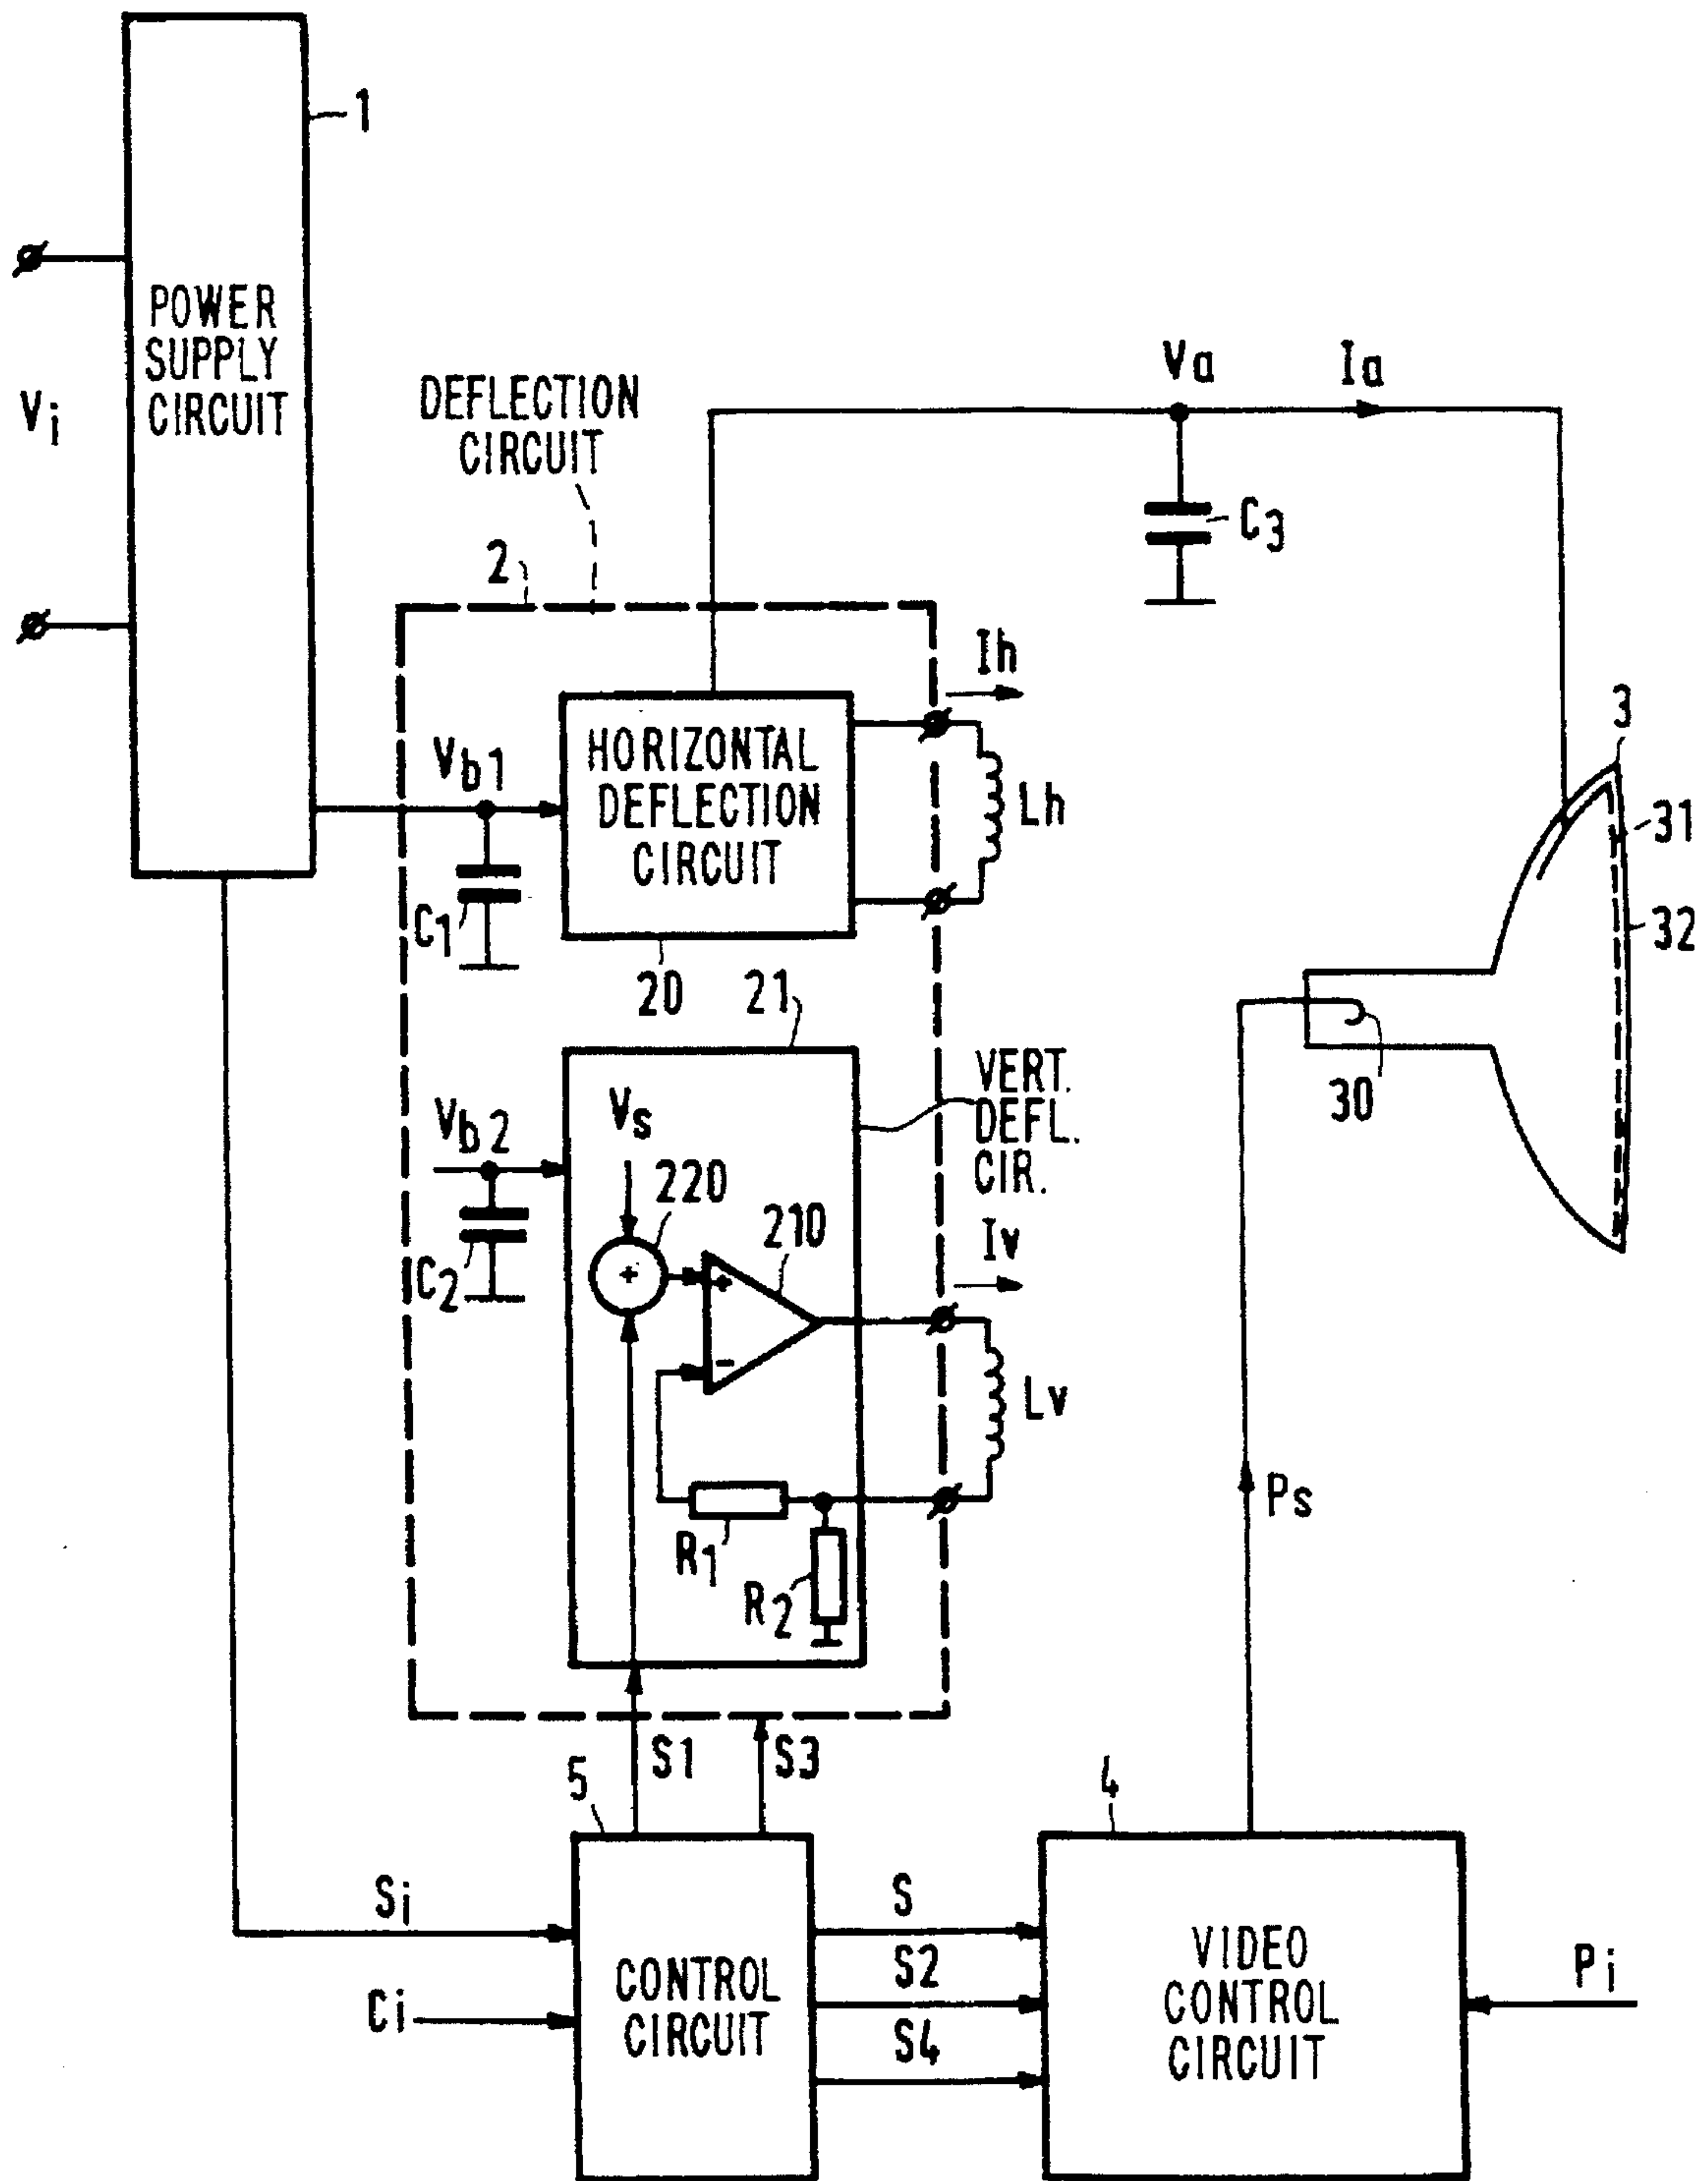 1
POWER
SUPPLY
CIRCUIT
Vi
DEFLECTION
CIRCUIT
Va
Ia
C3
2
Ih
HORIZONTAL
DEFLECTION
CIRCUIT
Vb1
C1
Lh
20
3
31
32
30
21
VERT.
DEFL.
CIR.
Vb2
C2
Vs
220
+
210
+
-
Iv
Lv
R1
R2
Ps
S1
S3
5
4
Si
Ci
CONTROL
CIRCUIT
S
S2
S4
VIDEO
CONTROL
CIRCUIT
Pi